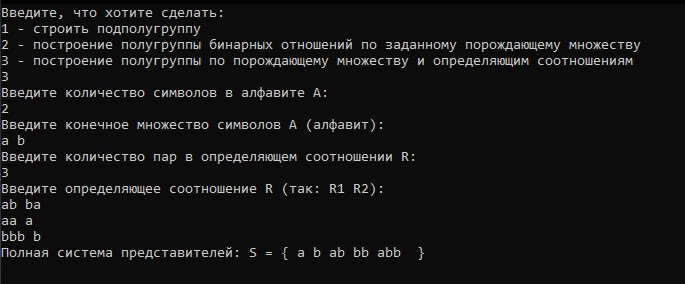 Введите, что хотите сделать:
1 - строить подполугруппу
2 - построение полугруппы бинарных отношений по заданному порождающему множеству
3 - построение полугруппы по порождающему множеству и определяющим соотношениям
3
Введите количество символов в алфавите A:
2
Введите конечное множество символов A (алфавит):
a b
Введите количество пар в определяющем соотношении R:
3
Введите определяющее соотношение R (так: R1 R2):
ab ba
aa a
bbb b
Полная система представителей: S = { a b ab bb abb  }